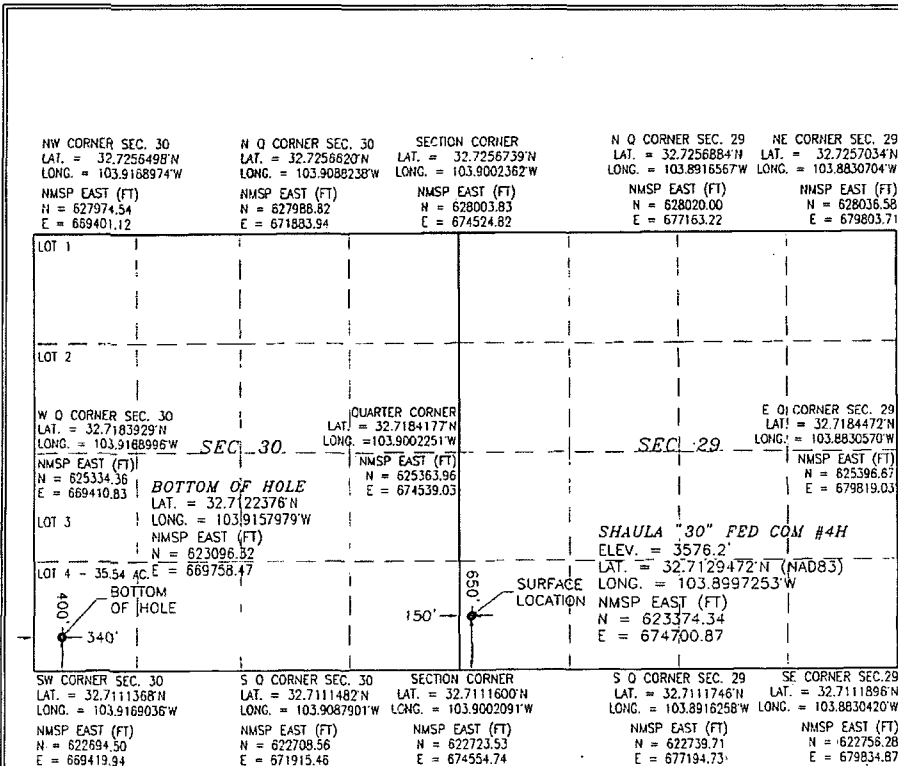 NW CORNER SEC. 30
LAT. = 32.7256498'N
LONG. = 103.9168974'W
NMSP EAST (FT)
N = 627974.54
E = 669401.12
N Q CORNER SEC. 30
LAT. = 32.7256620'N
LONG. = 103.9088238'W
NMSP EAST (FT)
N = 627988.82
E = 671883.94
SECTION CORNER
LAT. = 32.7256739'N
LONG. = 103.9002362'W
NMSP EAST (FT)
N = 628003.83
E = 674524.82
N Q CORNER SEC. 29
LAT. = 32.7256884'N
LONG. = 103.8916567'W
NMSP EAST (FT)
N = 628020.00
E = 677163.22
NE CORNER SEC. 29
LAT. = 32.7257034'N
LONG. = 103.8830704'W
NMSP EAST (FT)
N = 628036.58
E = 679803.71
LOT 1
LOT 2
W Q CORNER SEC. 30
LAT. = 32.7183929'N
LONG. = 103.9168996'W
NMSP EAST (FT)
N = 625334.36
E = 669410.83
SEC. 30
QUARTER CORNER
LAT. = 32.7184177'N
LONG. = 103.9002251'W
NMSP EAST (FT)
N = 625363.96
E = 674539.03
SEC. 29
E Q CORNER SEC. 29
LAT. = 32.7184472'N
LONG. = 103.8830570'W
NMSP EAST (FT)
N = 625396.67
E = 679819.03
LOT 3
BOTTOM OF HOLE
LAT. = 32.7122376'N
LONG. = 103.9157979'W
NMSP EAST (FT)
N = 623096.32
E = 669758.47
SHAULA "30" FED COM #4H
ELEV. = 3576.2'
LAT. = 32.7129472'N (NAD83)
LONG. = 103.8997253'W
NMSP EAST (FT)
N = 623374.34
E = 674700.87
LOT 4 - 35.54 AC.
400'
BOTTOM
OF HOLE
340'
150'
650'
SURFACE
LOCATION
SW CORNER SEC. 30
LAT. = 32.7111368'N
LONG. = 103.9169036'W
NMSP EAST (FT)
N = 622694.50
E = 669419.94
S Q CORNER SEC. 30
LAT. = 32.7111482'N
LONG. = 103.9087901'W
NMSP EAST (FT)
N = 622708.56
E = 671915.46
SECTION CORNER
LAT. = 32.7111600'N
LONG. = 103.9002091'W
NMSP EAST (FT)
N = 622723.53
E = 674554.74
S Q CORNER SEC. 29
LAT. = 32.7111746'N
LONG. = 103.8916258'W
NMSP EAST (FT)
N = 622739.71
E = 677194.73
SE CORNER SEC.29
LAT. = 32.7111896'N
LONG. = 103.8830420'W
NMSP EAST (FT)
N = 622756.28
E = 679834.87